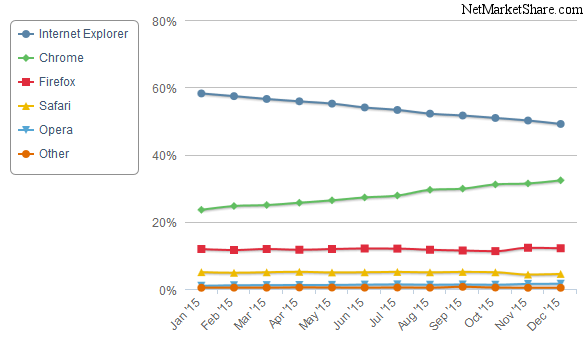 NetMarketShare.com
Internet Explorer
Chrome
Firefox
Safari
Opera
Other
80%
60%
40%
20%
0%
Jan '15
Feb '15
Mar '15
Apr '15
May '15
Jun '15
Jul '15
Aug '15
Sep '15
Oct '15
Nov '15
Dec '15